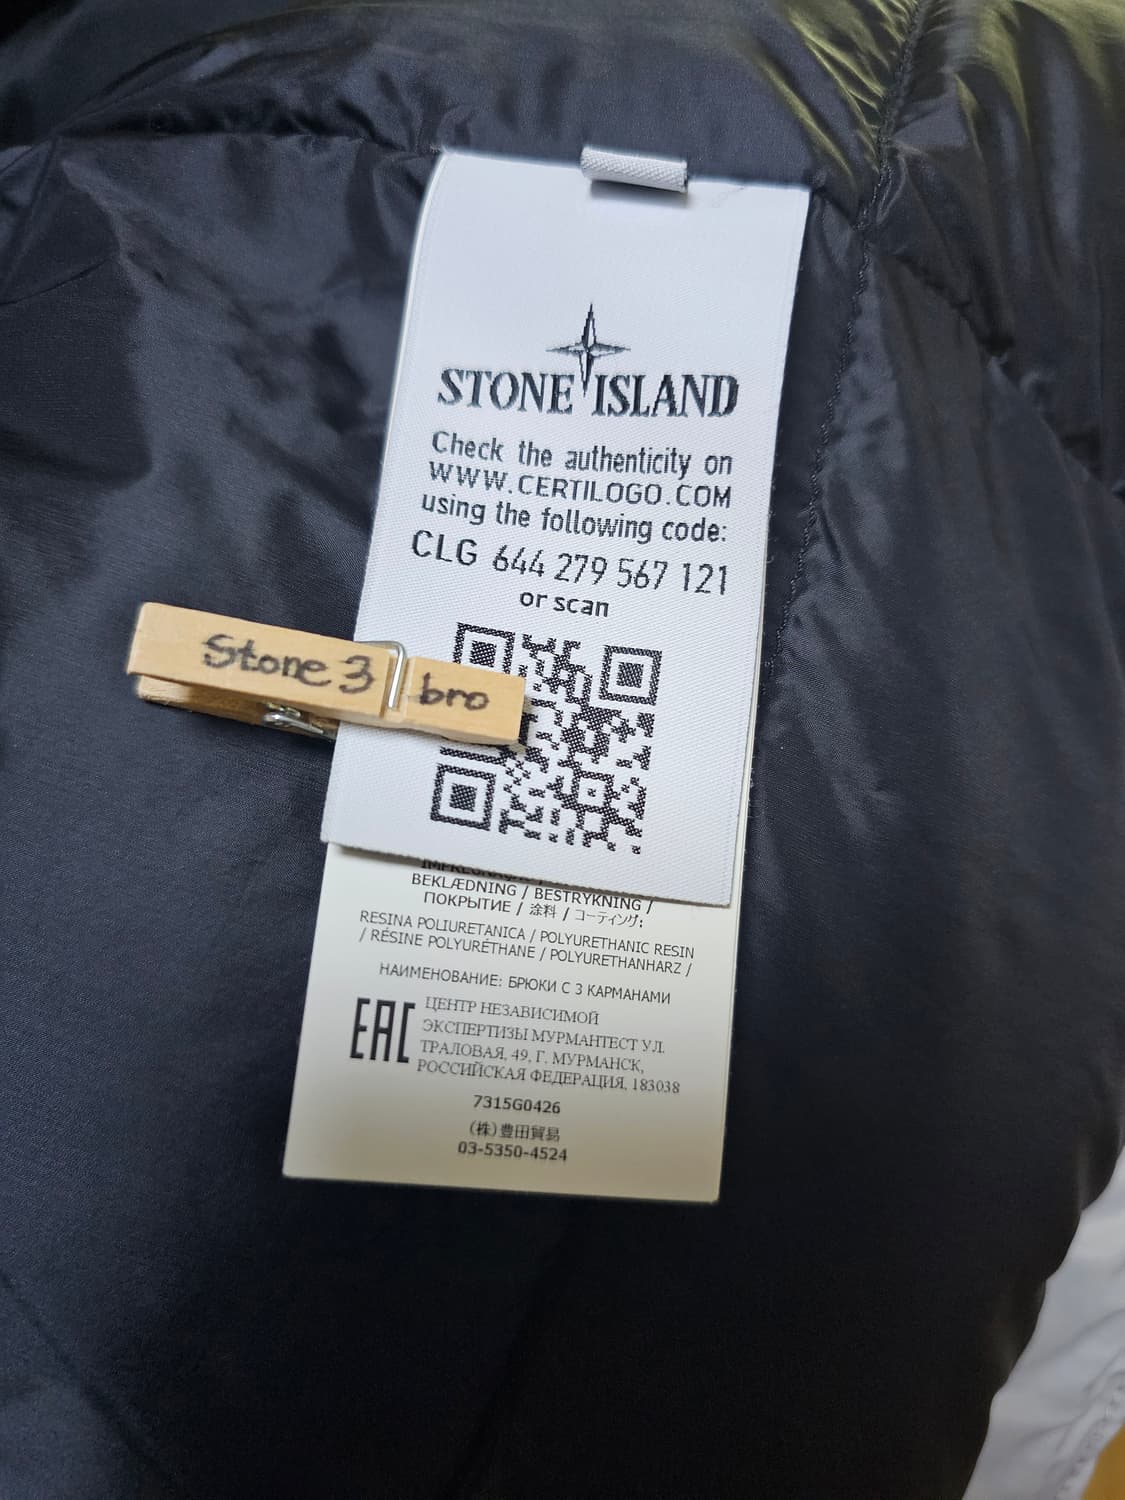 STONE ISLAND
Check the authenticity on
WWW.CERTILOGO.COM
using the following code:
CLG 644 279 567 121
or scan
Stone 3 bro
BEKLÆDNING / BESTRYKNING /
ПОКРЫТИЕ / 涂料 / コーティング:
RESINA POLIURETANICA / POLYURETHANIC RESIN
/ RÉSINE POLYURÉTHANE / POLYURETHANHARZ /
НАИМЕНОВАНИЕ: БРЮКИ С 3 КАРМАНАМИ
EAC
ЦЕНТР НЕЗАВИСИМОЙ
ЭКСПЕРТИЗЫ МУРМАНТЕСТ УЛ.
ТРАЛОВАЯ, 49, Г. МУРМАНСК,
РОССИЙСКАЯ ФЕДЕРАЦИЯ, 183038
7315G0426
(株)豊田貿易
03-5350-4524